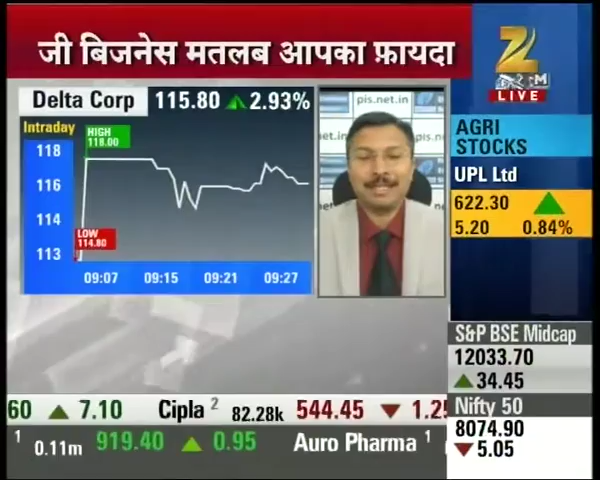 जी बिजनेस मतलब आपका फ़ायदा
LIVE
Delta Corp 115.80 2.93%
Intraday
118
116
114
113
HIGH
118.00
LOW
114.80
09:07 09:15 09:21 09:27
pis.net.in
AGRI
STOCKS
UPL Ltd
622.30
5.20 0.84%
S&P BSE Midcap
12033.70
34.45
Nifty 50
8074.90
5.05
60 7.10 Cipla 2 82.28k 544.45 1.25
1 0.11m 919.40 0.95 Auro Pharma 1